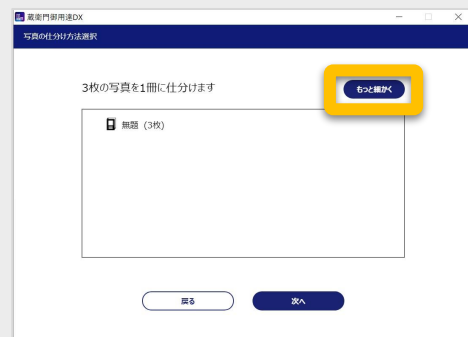 蔵衛門御用達DX
写真の仕分け方法選択
3枚の写真を1冊に仕分けます
もっと細かく
無題 (3枚)
戻る
次へ